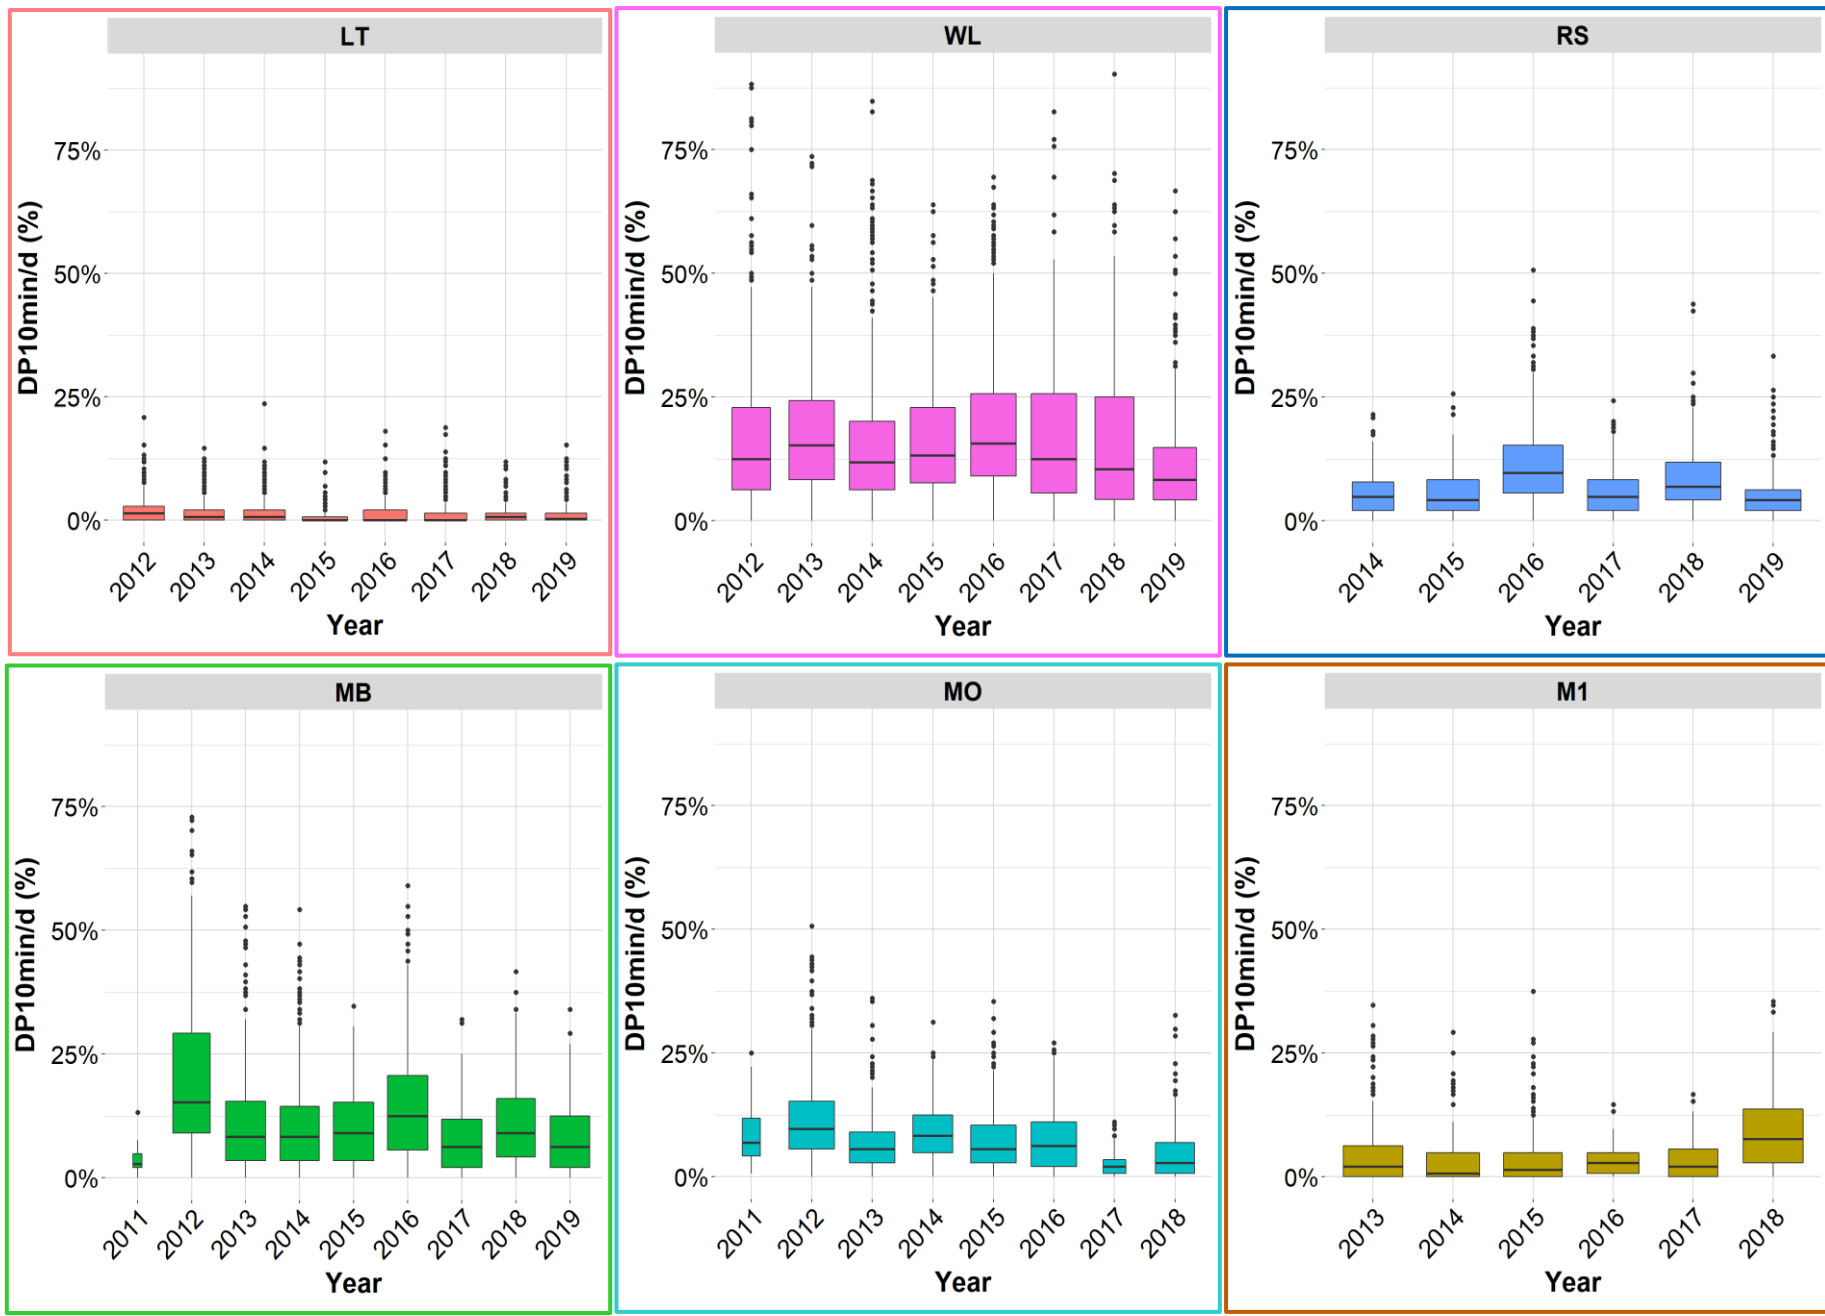 LT
DP10min/d (%)
75%
50%
25%
0%
2012 2013 2014 2015 2016 2017 2018 2019
Year
WL
DP10min/d (%)
75%
50%
25%
0%
2012 2013 2014 2015 2016 2017 2018 2019
Year
RS
DP10min/d (%)
75%
50%
25%
0%
2014 2015 2016 2017 2018 2019
Year
MB
DP10min/d (%)
75%
50%
25%
0%
2011 2012 2013 2014 2015 2016 2017 2018 2019
Year
MO
DP10min/d (%)
75%
50%
25%
0%
2011 2012 2013 2014 2015 2016 2017 2018
Year
M1
DP10min/d (%)
75%
50%
25%
0%
2013 2014 2015 2016 2017 2018
Year